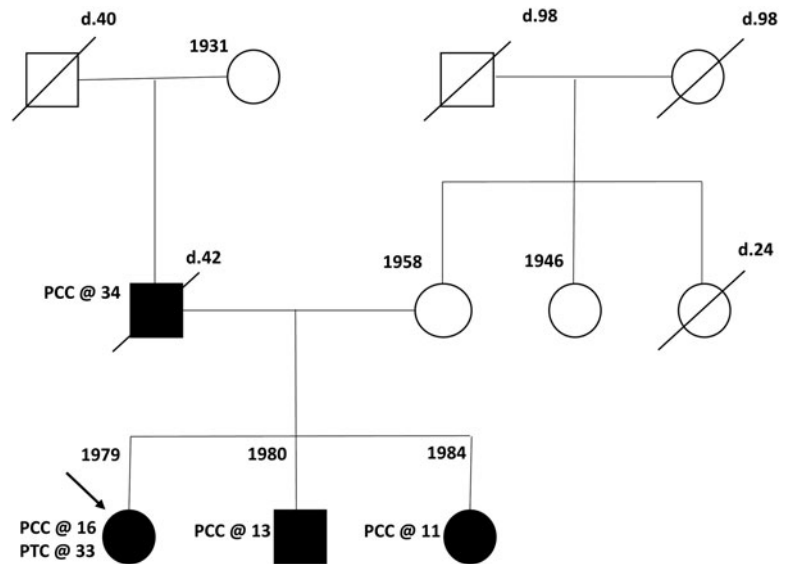 d.40
1931
d.98
d.98
d.42
PCC @ 34
1958
1946
d.24
1979
1980
1984
PCC @ 16
PTC @ 33
PCC @ 13
PCC @ 11